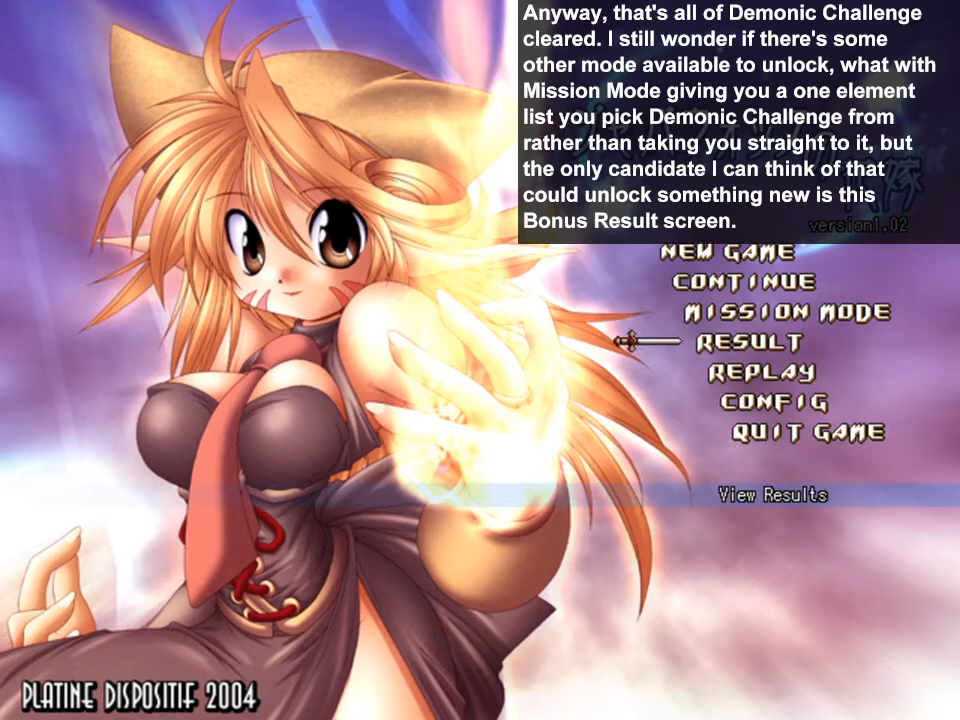 Anyway, that's all of Demonic Challenge
cleared. I still wonder if there's some
other mode available to unlock, what with
Mission Mode giving you a one element
list you pick Demonic Challenge from
rather than taking you straight to it, but
the only candidate I can think of that
could unlock something new is this
Bonus Result screen.
version1.02
NEW GAME
CONTINUE
MISSION MODE
RESULT
REPLAY
CONFIG
QUIT GAME
View Results
PLATINE DISPOSITIF 2004